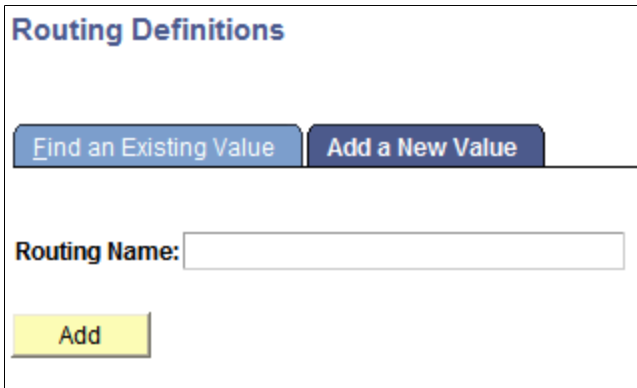 Routing Definitions
Find an Existing Value
Add a New Value
Routing Name:
Add